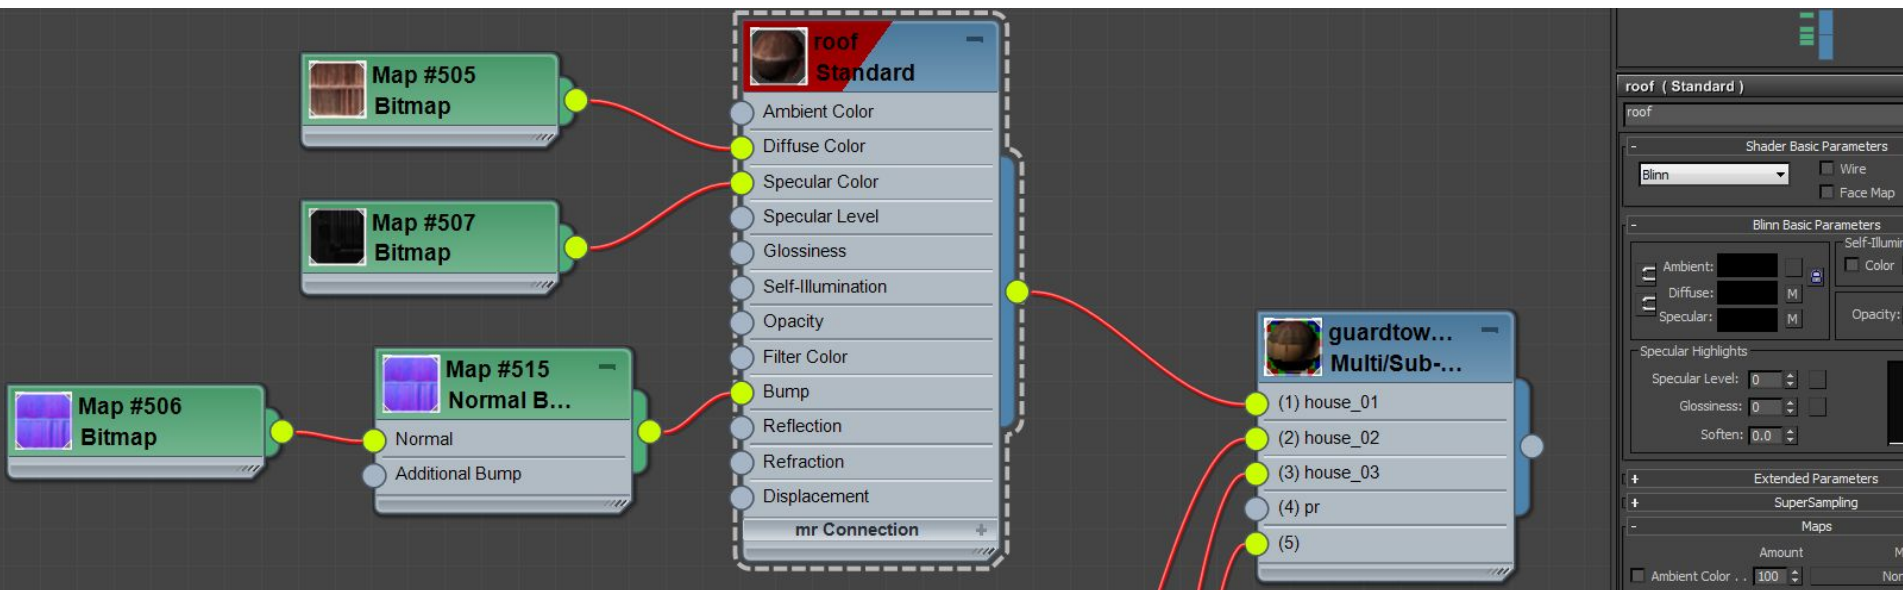 Map #505
Bitmap
Map #507
Bitmap
Map #506
Bitmap
Map #515
Normal B...
Normal
Additional Bump
roof
Standard
Ambient Color
Diffuse Color
Specular Color
Specular Level
Glossiness
Self-Illumination
Opacity
Filter Color
Bump
Reflection
Refraction
Displacement
mr Connection +
guardtow...
Multi/Sub-...
(1) house_01
(2) house_02
(3) house_03
(4) pr
(5)
roof ( Standard )
roof
- Shader Basic Parameters
Blinn
Wire
Face Map
- Blinn Basic Parameters
Self-Illumin
Ambient:
Color
Diffuse: M
Specular: M
Opacity:
Specular Highlights
Specular Level: 0
Glossiness: 0
Soften: 0.0
+ Extended Parameters
+ SuperSampling
- Maps
Amount M
Ambient Color . . 100 Nor